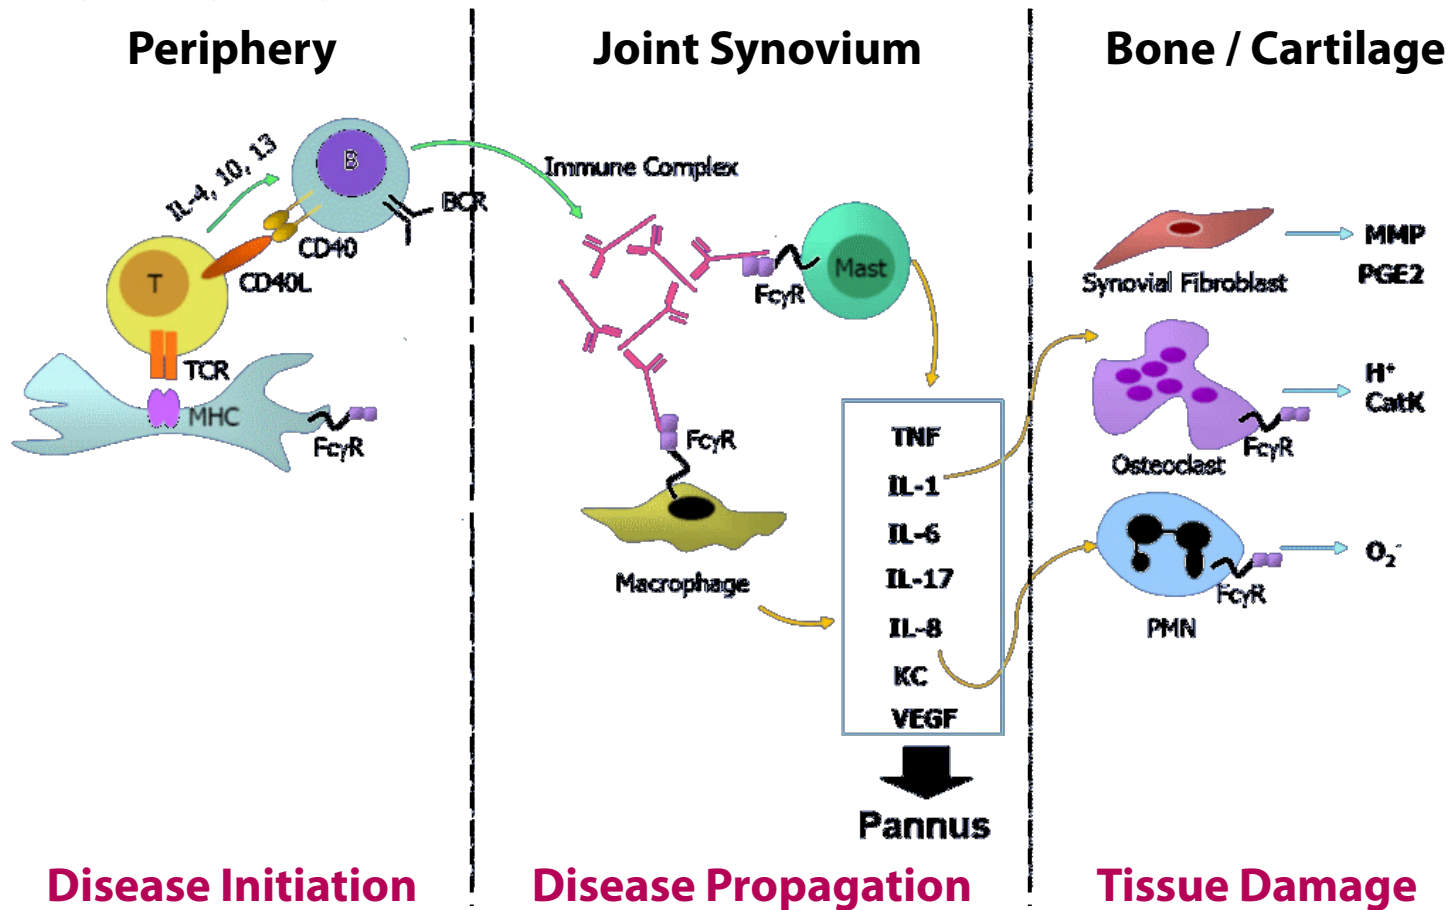 Periphery
Joint Synovium
Bone / Cartilage
IL-4, 10, 13
B
BCR
CD40
CD40L
T
TCR
MHC
FcγR
Immune Complex
Mast
FcγR
FcγR
Macrophage
TNF
IL-1
IL-6
IL-17
IL-8
KC
VEGF
Pannus
Synovial Fibroblast
MMP
PGE2
H⁺
CatK
FcγR
Osteoclast
O₂⁻
FcγR
PMN
Disease Initiation
Disease Propagation
Tissue Damage